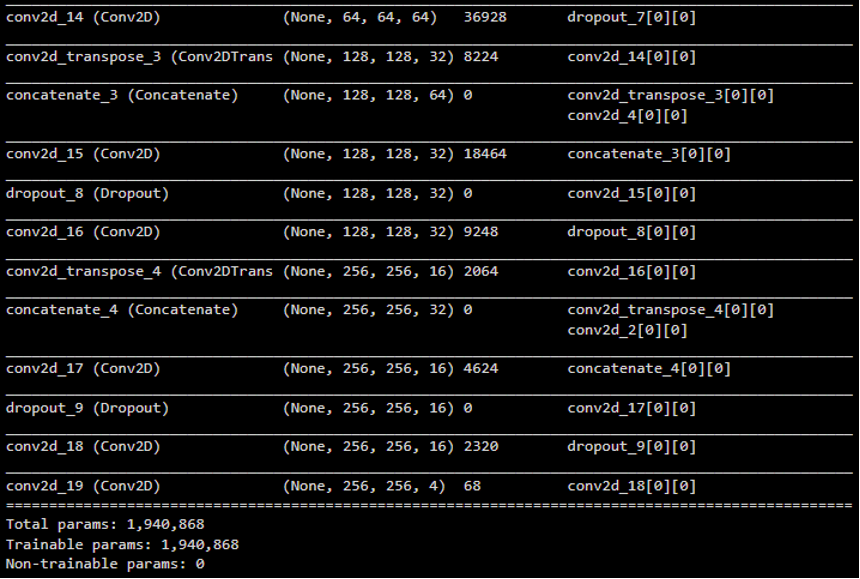 conv2d_14 (Conv2D) (None, 64, 64, 64) 36928 dropout_7[0][0]
conv2d_transpose_3 (Conv2DTrans (None, 128, 128, 32) 8224 conv2d_14[0][0]
concatenate_3 (Concatenate) (None, 128, 128, 64) 0 conv2d_transpose_3[0][0]
conv2d_4[0][0]
conv2d_15 (Conv2D) (None, 128, 128, 32) 18464 concatenate_3[0][0]
dropout_8 (Dropout) (None, 128, 128, 32) 0 conv2d_15[0][0]
conv2d_16 (Conv2D) (None, 128, 128, 32) 9248 dropout_8[0][0]
conv2d_transpose_4 (Conv2DTrans (None, 256, 256, 16) 2064 conv2d_16[0][0]
concatenate_4 (Concatenate) (None, 256, 256, 32) 0 conv2d_transpose_4[0][0]
conv2d_2[0][0]
conv2d_17 (Conv2D) (None, 256, 256, 16) 4624 concatenate_4[0][0]
dropout_9 (Dropout) (None, 256, 256, 16) 0 conv2d_17[0][0]
conv2d_18 (Conv2D) (None, 256, 256, 16) 2320 dropout_9[0][0]
conv2d_19 (Conv2D) (None, 256, 256, 4) 68 conv2d_18[0][0]
Total params: 1,940,868
Trainable params: 1,940,868
Non-trainable params: 0